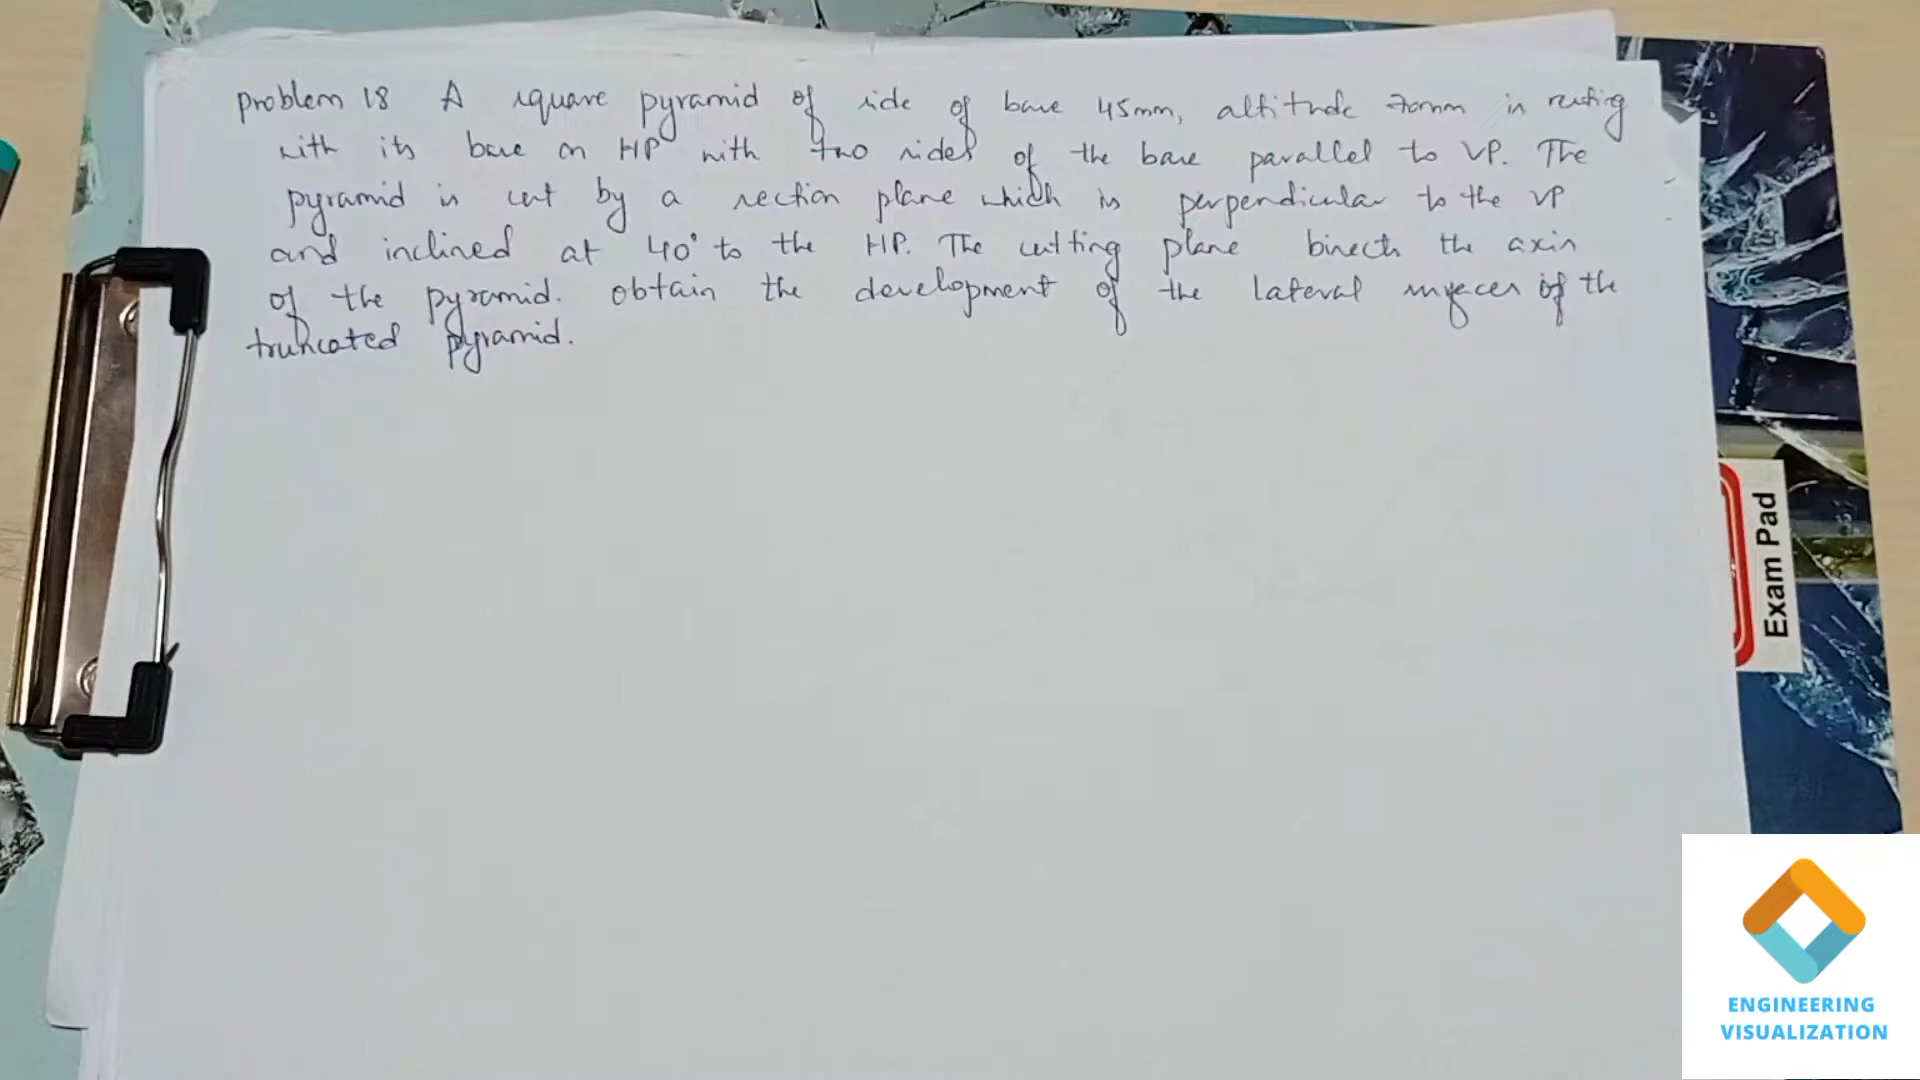 problem 18 A square pyramid of side of base 45mm, altitude 70mm is resting
with its base on HP with two sides of the base parallel to VP. The
pyramid is cut by a section plane which is perpendicular to the VP
and inclined at 40° to the HP. The cutting plane bisects the axis
of the pyramid. obtain the development of the lateral surfaces of the
truncated pyramid.
Exam Pad
ENGINEERING
VISUALIZATION